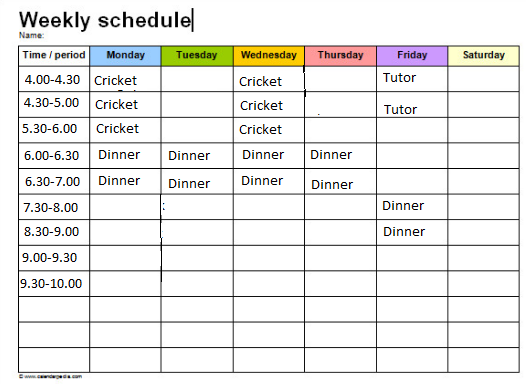 Weekly schedule
Name:
Time / period Monday Tuesday Wednesday Thursday Friday Saturday
4.00-4.30 Cricket Cricket Tutor
4.30-5.00 Cricket Cricket Tutor
5.30-6.00 Cricket Cricket
6.00-6.30 Dinner Dinner Dinner Dinner
6.30-7.00 Dinner Dinner Dinner Dinner
7.30-8.00 Dinner
8.30-9.00 Dinner
9.00-9.30
9.30-10.00
© www.calendarpedia.com